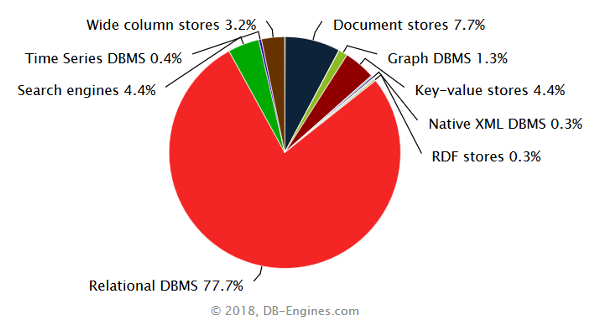 Wide column stores 3.2%
Document stores 7.7%
Time Series DBMS 0.4%
Graph DBMS 1.3%
Search engines 4.4%
Key-value stores 4.4%
Native XML DBMS 0.3%
RDF stores 0.3%
Relational DBMS 77.7%
© 2018, DB-Engines.com